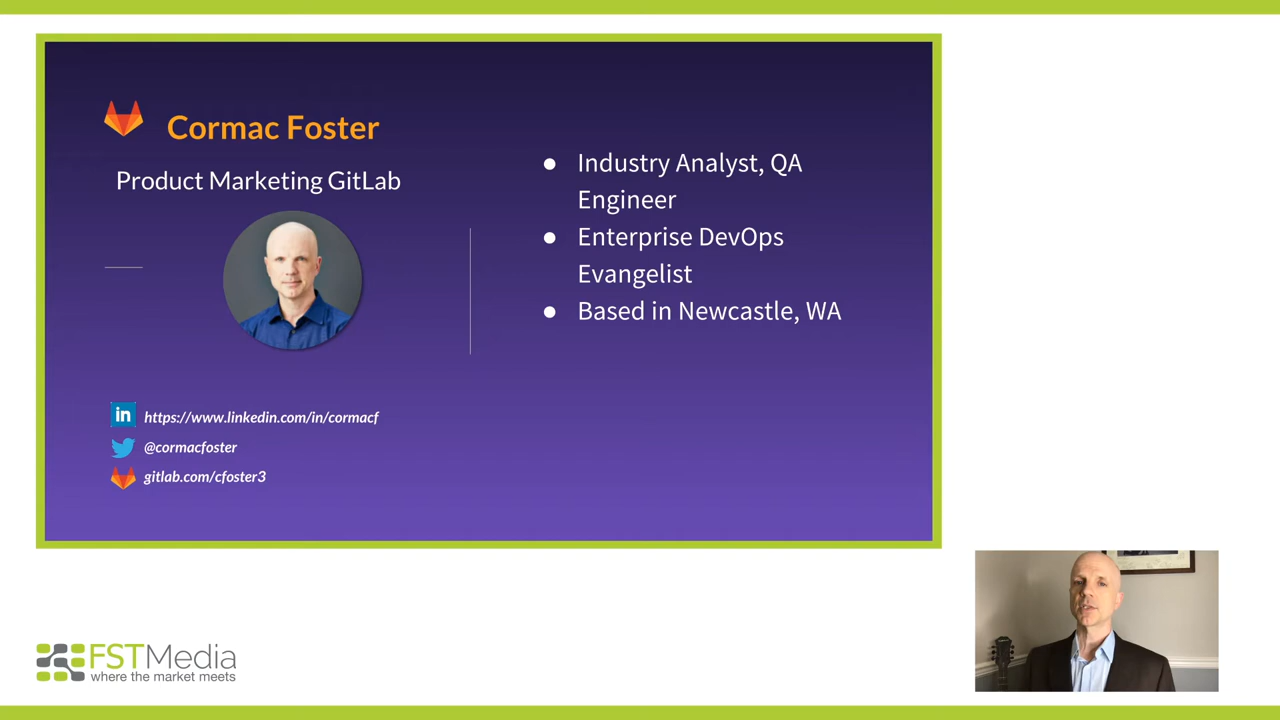 Cormac Foster
Product Marketing GitLab
● Industry Analyst, QA
Engineer
● Enterprise DevOps
Evangelist
● Based in Newcastle, WA
in
https://www.linkedin.com/in/cormacf
@cormacfoster
gitlab.com/cfoster3
FSTMedia
where the market meets